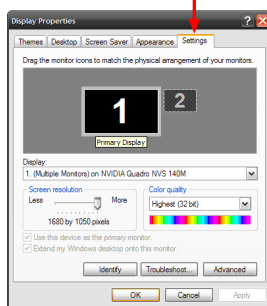 Display Properties
Themes Desktop Screen Saver Appearance Settings
Drag the monitor icons to match the physical arrangement of your monitors.
1 2
Primary Display
Display:
1. (Multiple Monitors) on NVIDIA Quadro NVS 140M
Screen resolution
Less More
1680 by 1050 pixels
Color quality
Highest (32 bit)
Use this device as the primary monitor.
Extend my Windows desktop onto this monitor.
Identify Troubleshoot... Advanced
OK Cancel Apply